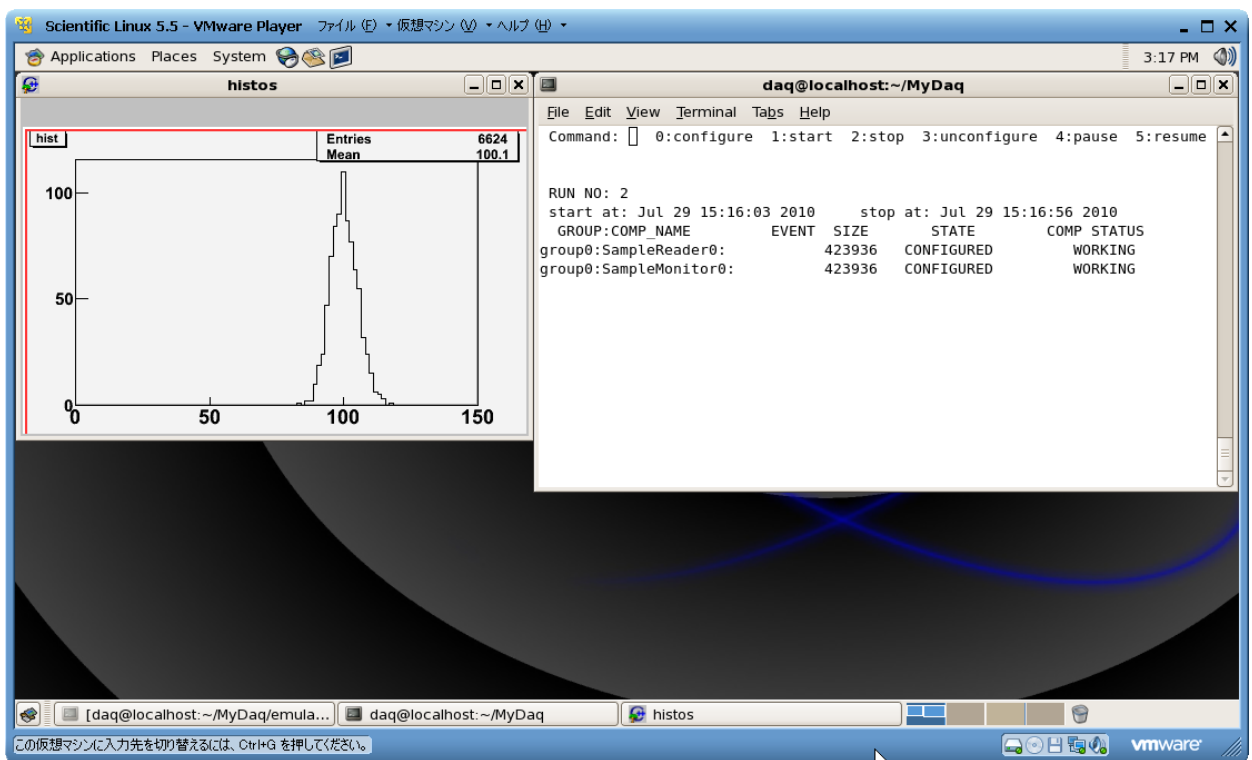 Scientific Linux 5.5 - VMware Player ファイル (F) ▾ 仮想マシン (V) ▾ ヘルプ (H) ▾
Applications Places System 3:17 PM
histos
hist
Entries 6624
Mean 100.1
100
50
0
0 50 100 150
daq@localhost:~/MyDaq
File Edit View Terminal Tabs Help
Command: 0:configure 1:start 2:stop 3:unconfigure 4:pause 5:resume
RUN NO: 2
start at: Jul 29 15:16:03 2010 stop at: Jul 29 15:16:56 2010
GROUP:COMP_NAME EVENT SIZE STATE COMP STATUS
group0:SampleReader0: 423936 CONFIGURED WORKING
group0:SampleMonitor0: 423936 CONFIGURED WORKING
[daq@localhost:~/MyDaq/emula... daq@localhost:~/MyDaq histos
この仮想マシンに入力先を切り替えるには、Ctrl+G を押してください。 vmware